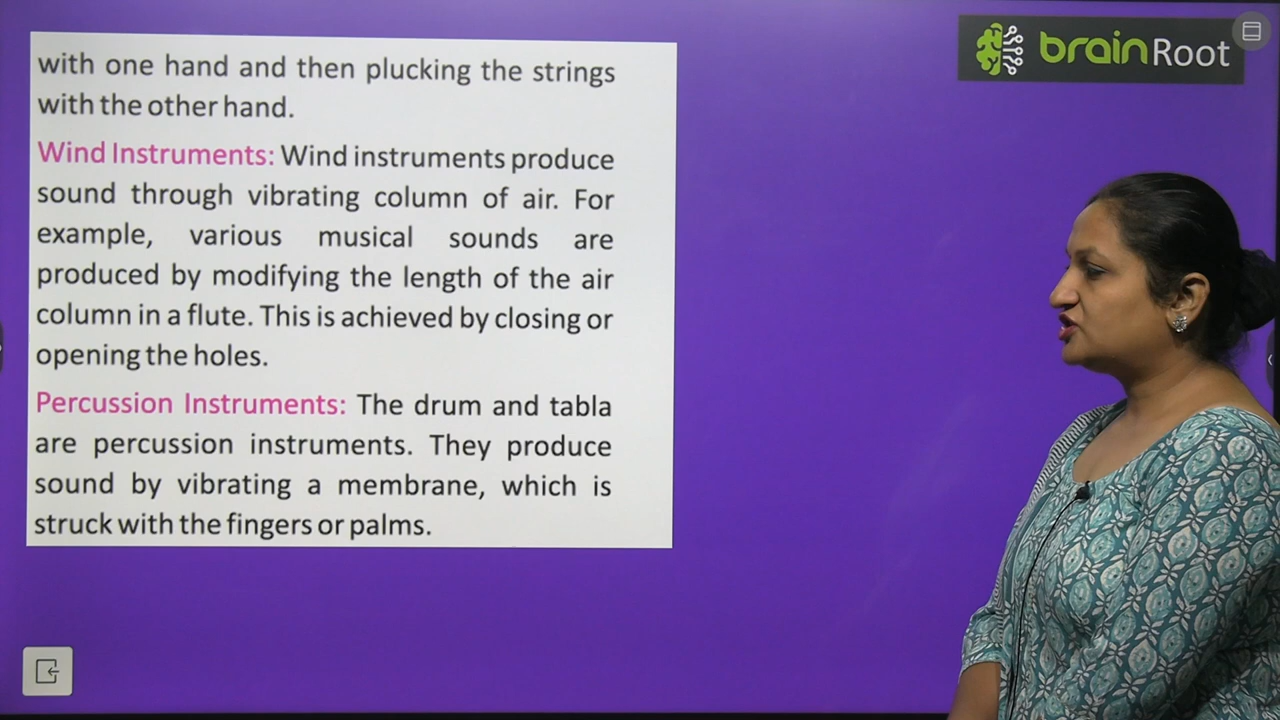 brainRoot
with one hand and then plucking the strings
with the other hand.
Wind Instruments: Wind instruments produce
sound through vibrating column of air. For
example, various musical sounds are
produced by modifying the length of the air
column in a flute. This is achieved by closing or
opening the holes.
Percussion Instruments: The drum and tabla
are percussion instruments. They produce
sound by vibrating a membrane, which is
struck with the fingers or palms.